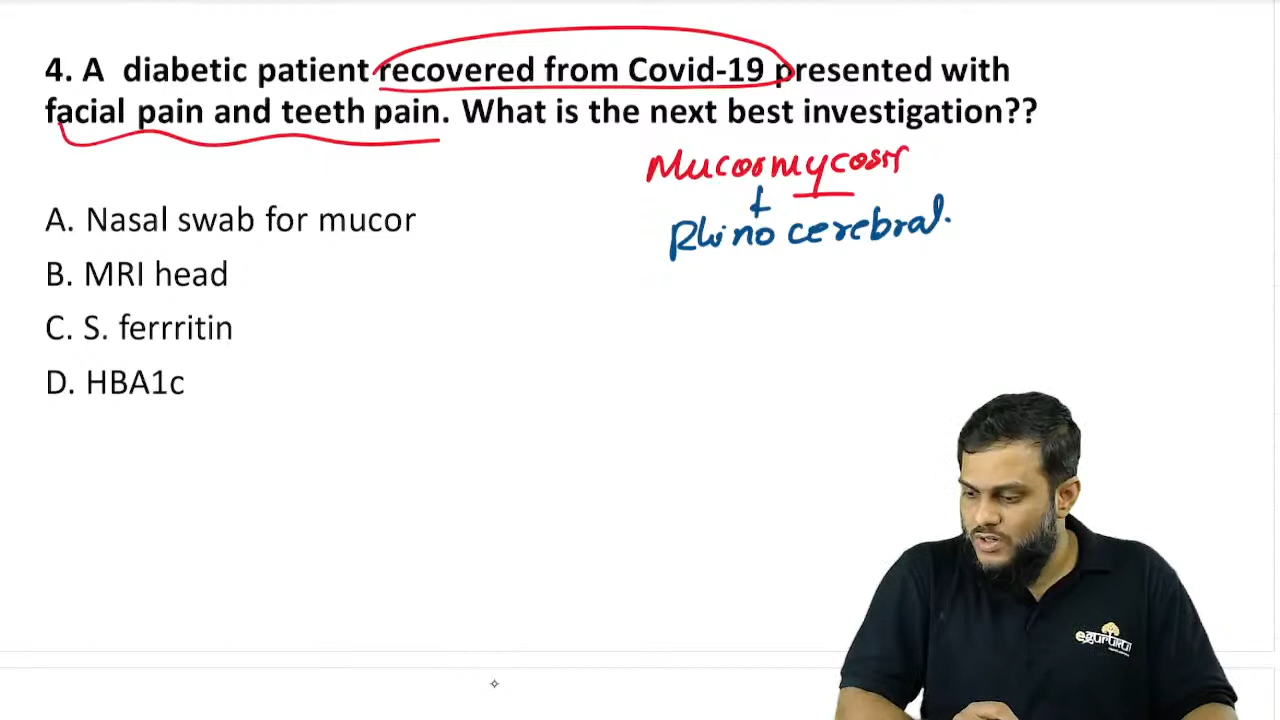 4. A diabetic patient recovered from Covid-19 presented with
facial pain and teeth pain. What is the next best investigation??
Mucormycosis
Rhino cerebral.
A. Nasal swab for mucor
B. MRI head
C. S. ferrritin
D. HBA1c
egurukul